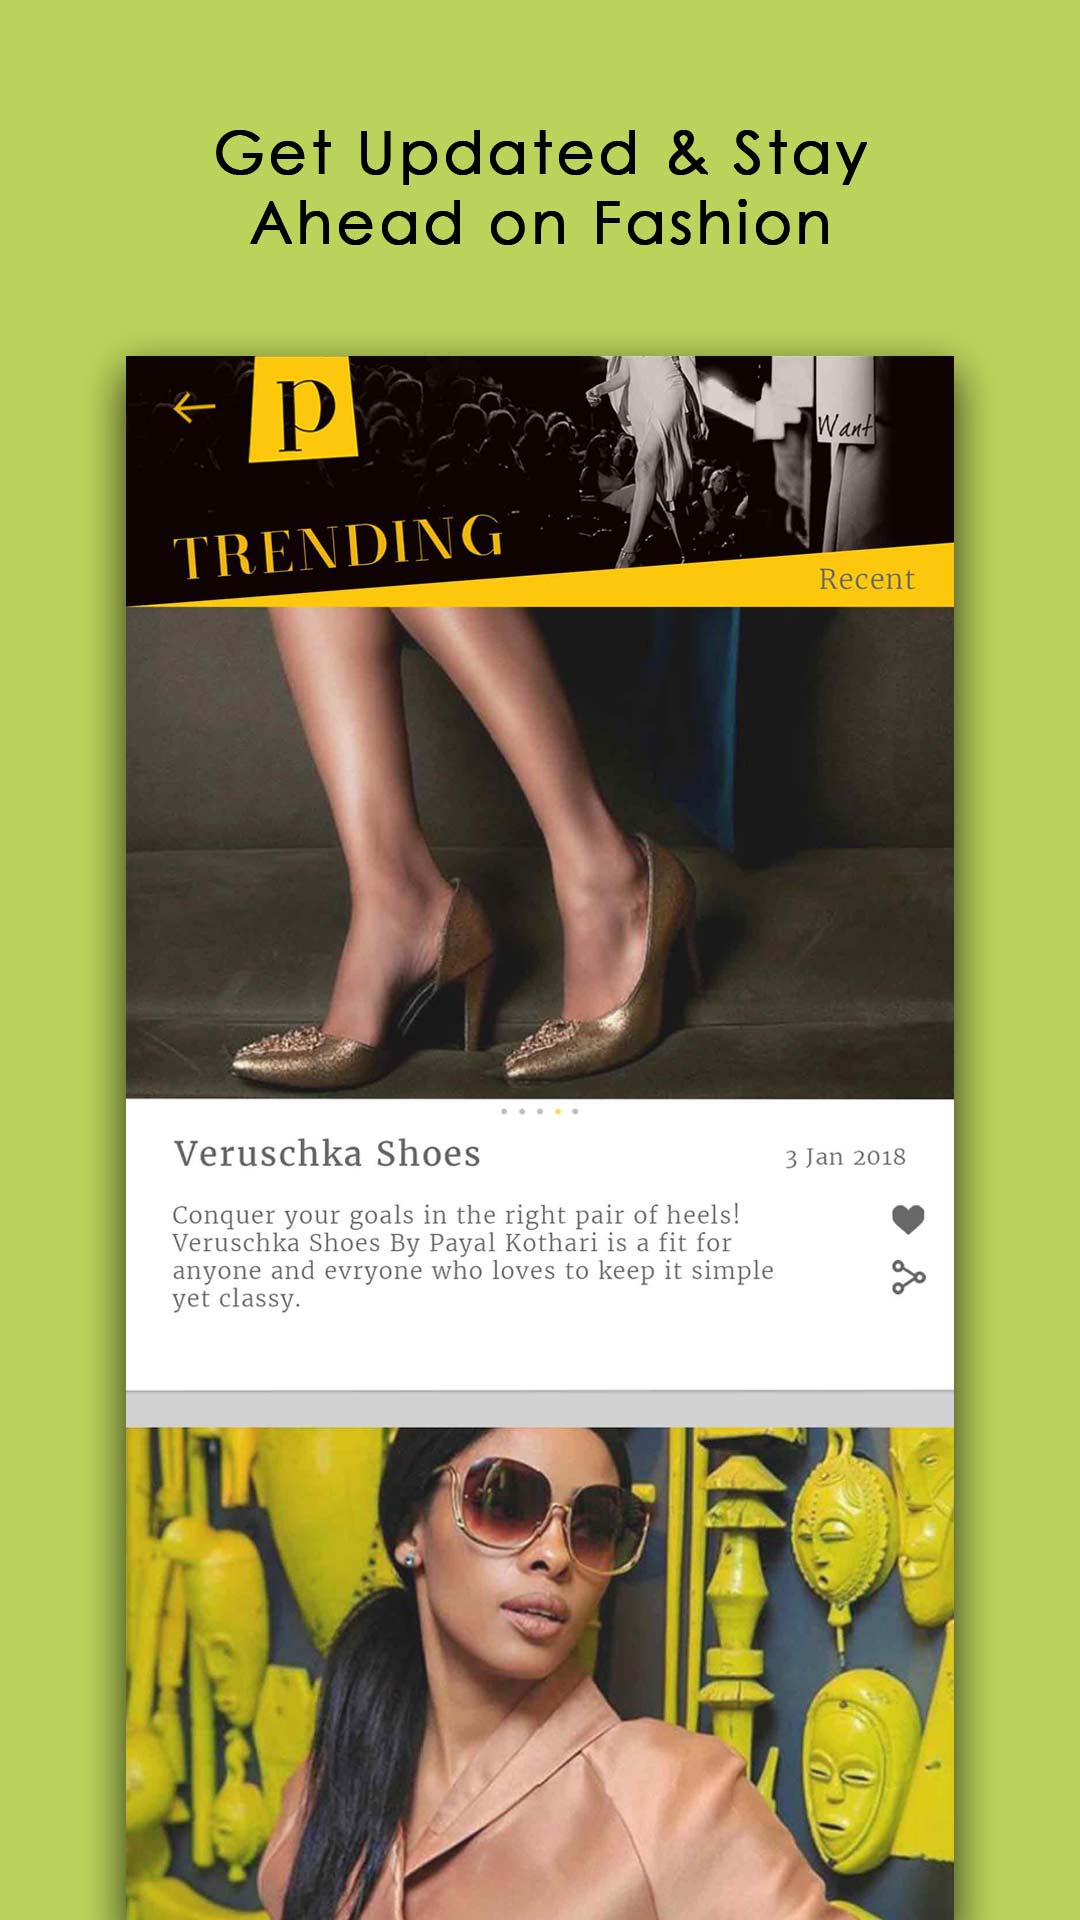 Get Updated & Stay
Ahead on Fashion
p
Want
TRENDING
Recent
Veruschka Shoes
3 Jan 2018
Conquer your goals in the right pair of heels!
Veruschka Shoes By Payal Kothari is a fit for
anyone and evryone who loves to keep it simple
yet classy.